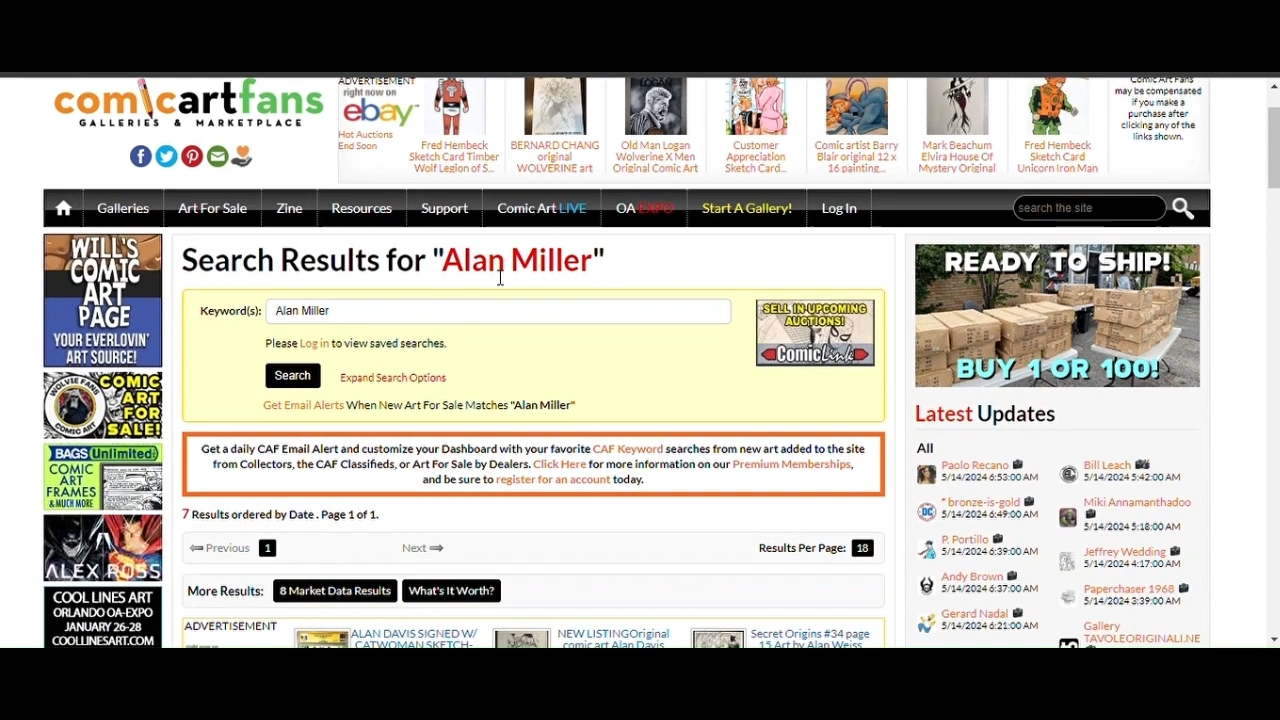 comicartfans
GALLERIES & MARKETPLACE
ADVERTISEMENT
right now on
ebay
Hot Auctions
End Soon
Fred Hembeck
Sketch Card Timber
Wolf Legion of S...
BERNARD CHANG
original
WOLVERINE art
Old Man Logan
Wolverine X Men
Original Comic Art
Customer
Appreciation
Sketch Card...
Comic artist Barry
Blair original 12 x
16 painting...
Mark Beachum
Elvira House Of
Mystery Original
Fred Hembeck
Sketch Card
Unicorn Iron Man
Comic Art Fans
may be compensated
if you make a
purchase after
clicking any of the
links shown.
Galleries
Art For Sale
Zine
Resources
Support
Comic Art LIVE
OA EXPO
Start A Gallery!
Log In
search the site
WILL'S
COMIC
ART
PAGE
YOUR EVERLOVIN'
ART SOURCE!
WOLVIE FAN'S
COMIC ART
COMIC
ART
FOR
SALE!
BAGS Unlimited
COMIC
ART
FRAMES
& MUCH MORE
ALEX ROSS
COOL LINES ART
ORLANDO OA-EXPO
JANUARY 26-28
COOLLINESART.COM
Search Results for "Alan Miller"
Keyword(s):
Alan Miller
Please Log in to view saved searches.
Search
Expand Search Options
Get Email Alerts When New Art For Sale Matches "Alan Miller"
SELL IN UPCOMING
AUCTIONS!
ComicLink
Get a daily CAF Email Alert and customize your Dashboard with your favorite CAF Keyword searches from new art added to the site
from Collectors, the CAF Classifieds, or Art For Sale by Dealers. Click Here for more information on our Premium Memberships,
and be sure to register for an account today.
7 Results ordered by Date . Page 1 of 1.
Previous 1 Next
Results Per Page: 18
More Results: 8 Market Data Results What's It Worth?
ADVERTISEMENT
ALAN DAVIS SIGNED W/
CATWOMAN SKETCH-
NEW LISTINGOriginal
comic art Alan Davis
Secret Origins #34 page
15 Art by Alan Weiss
READY TO SHIP!
BUY 1 OR 100!
Latest Updates
All
Paolo Recano
5/14/2024 6:53:00 AM
* bronze-is-gold
5/14/2024 6:49:00 AM
P. Portillo
5/14/2024 6:39:00 AM
Andy Brown
5/14/2024 6:37:00 AM
Gerard Nadal
5/14/2024 6:21:00 AM
Bill Leach
5/14/2024 5:42:00 AM
Miki Annamanthadoo
5/14/2024 5:18:00 AM
Jeffrey Wedding
5/14/2024 4:17:00 AM
Paperchaser 1968
5/14/2024 3:39:00 AM
Gallery
TAVOLEORIGINALI.NE